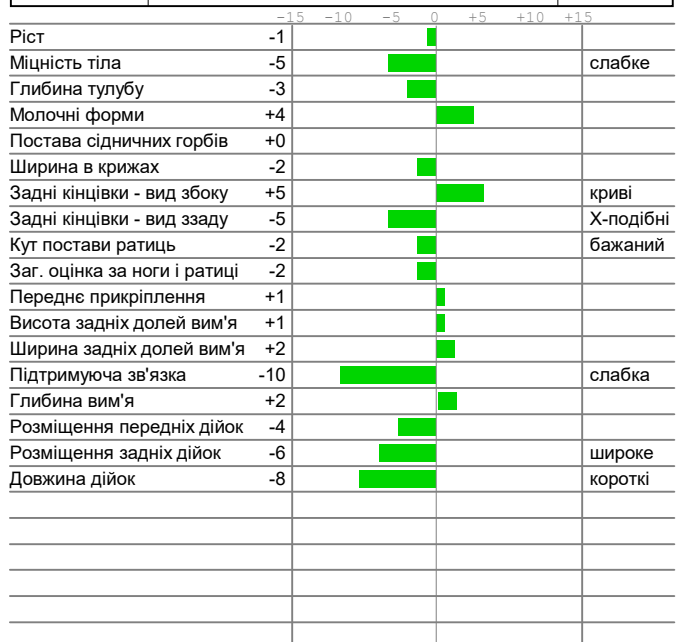 -15 -10 -5 0 +5 +10 +15
Ріст -1
Міцність тіла -5 слабке
Глибина тулубу -3
Молочні форми +4
Постава сідничних горбів +0
Ширина в крижах -2
Задні кінцівки - вид збоку +5 криві
Задні кінцівки - вид ззаду -5 Х-подібні
Кут постави ратиць -2 бажаний
Заг. оцінка за ноги і ратиці -2
Переднє прикріплення +1
Висота задніх долей вим'я +1
Ширина задніх долей вим'я +2
Підтримуюча зв'язка -10 слабка
Глибина вим'я +2
Розміщення передніх дійок -4
Розміщення задніх дійок -6 широке
Довжина дійок -8 короткі